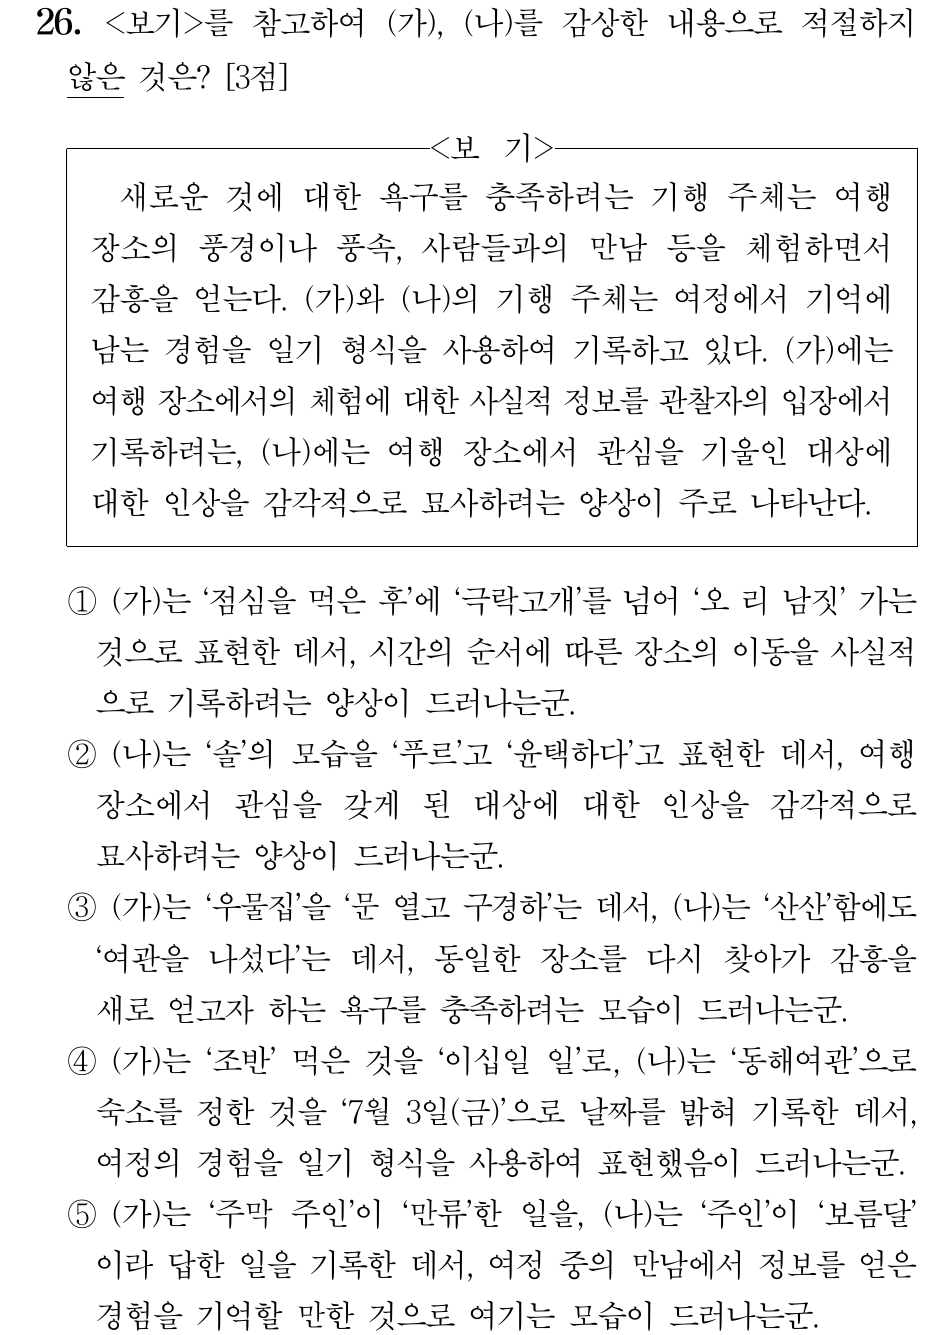 26. <보기>를 참고하여 (가), (나)를 감상한 내용으로 적절하지
않은 것은? [3점]
<보 기>
새로운 것에 대한 욕구를 충족하려는 기행 주체는 여행
장소의 풍경이나 풍속, 사람들과의 만남 등을 체험하면서
감흥을 얻는다. (가)와 (나)의 기행 주체는 여정에서 기억에
남는 경험을 일기 형식을 사용하여 기록하고 있다. (가)에는
여행 장소에서의 체험에 대한 사실적 정보를 관찰자의 입장에서
기록하려는, (나)에는 여행 장소에서 관심을 기울인 대상에
대한 인상을 감각적으로 묘사하려는 양상이 주로 나타난다.
① (가)는 ‘점심을 먹은 후’에 ‘극락고개’를 넘어 ‘오 리 남짓’ 가는
것으로 표현한 데서, 시간의 순서에 따른 장소의 이동을 사실적
으로 기록하려는 양상이 드러나는군.
② (나)는 ‘솔’의 모습을 ‘푸르’고 ‘윤택하다’고 표현한 데서, 여행
장소에서 관심을 갖게 된 대상에 대한 인상을 감각적으로
묘사하려는 양상이 드러나는군.
③ (가)는 ‘우물집’을 ‘문 열고 구경하’는 데서, (나)는 ‘산산’함에도
‘여관을 나섰다’는 데서, 동일한 장소를 다시 찾아가 감흥을
새로 얻고자 하는 욕구를 충족하려는 모습이 드러나는군.
④ (가)는 ‘조반’ 먹은 것을 ‘이십일 일’로, (나)는 ‘동해여관’으로
숙소를 정한 것을 ‘7월 3일(금)’으로 날짜를 밝혀 기록한 데서,
여정의 경험을 일기 형식을 사용하여 표현했음이 드러나는군.
⑤ (가)는 ‘주막 주인’이 ‘만류’한 일을, (나)는 ‘주인’이 ‘보름달’
이라 답한 일을 기록한 데서, 여정 중의 만남에서 정보를 얻은
경험을 기억할 만한 것으로 여기는 모습이 드러나는군.